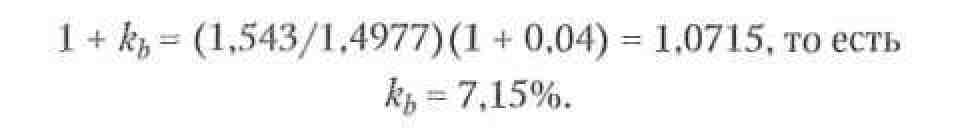 1 + k_b = (1,543/1,4977)(1 + 0,04) = 1,0715, то есть
k_b = 7,15%.